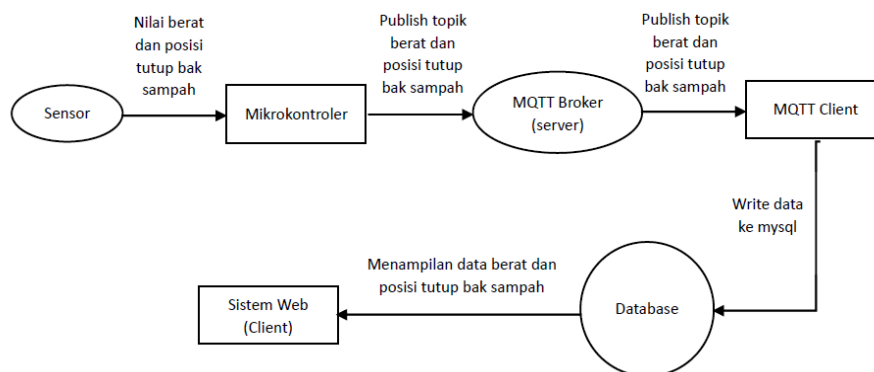 Nilai berat
dan posisi
tutup bak
sampah
Publish topik
berat dan
posisi tutup
bak sampah
Publish topik
berat dan
posisi tutup
bak sampah
Sensor
Mikrokontroler
MQTT Broker
(server)
MQTT Client
Write data
ke mysql
Menampilan data berat dan
posisi tutup bak sampah
Sistem Web
(Client)
Database